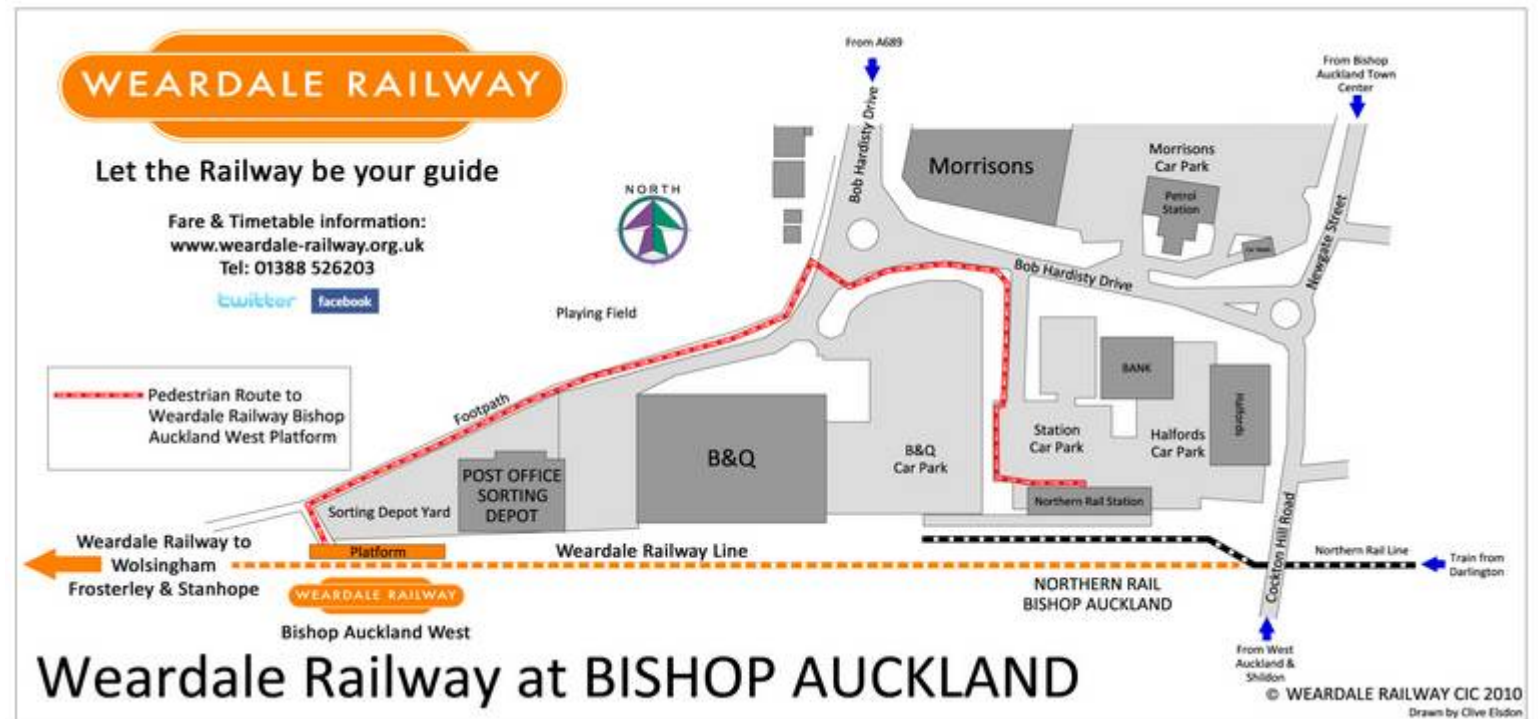 WEARDALE RAILWAY
Let the Railway be your guide
Fare & Timetable information:
www.weardale-railway.org.uk
Tel: 01388 526203
twitter
facebook
Pedestrian Route to
Weardale Railway Bishop
Auckland West Platform
NORTH
Playing Field
From A689
Bob Hardisty Drive
From Bishop
Auckland Town
Center
Morrisons
Morrisons
Car Park
Petrol
Station
Newgate Street
Bob Hardisty Drive
Footpath
BANK
Halfords
Station
Car Park
Halfords
Car Park
B&Q
B&Q
Car Park
POST OFFICE
SORTING
DEPOT
Sorting Depot Yard
Northern Rail Station
Platform
Weardale Railway to
Wolsingham
Frosterley & Stanhope
Weardale Railway Line
Northern Rail Line
Train from
Darlington
Cockton Hill Road
WEARDALE RAILWAY
Bishop Auckland West
NORTHERN RAIL
BISHOP AUCKLAND
From West
Auckland &
Shildon
Weardale Railway at BISHOP AUCKLAND
© WEARDALE RAILWAY CIC 2010
Drawn by Clive Elsdon